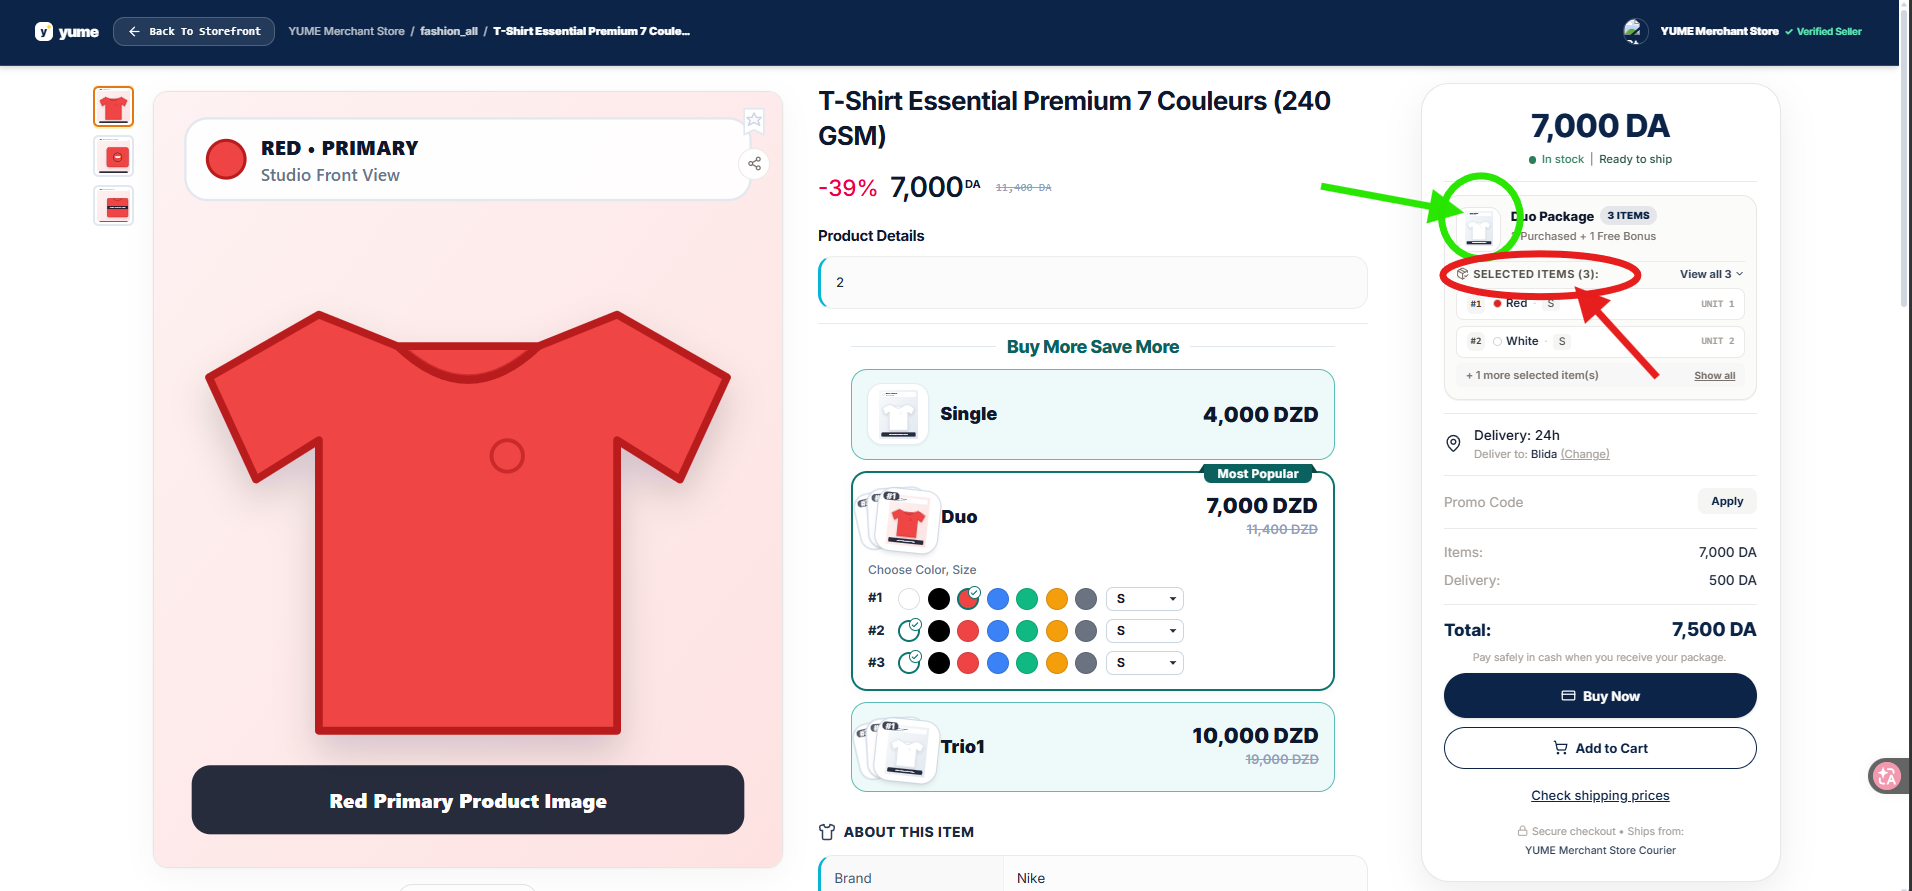 yume
Back To Storefront
YUME Merchant Store / fashion_all / T-Shirt Essential Premium 7 Coule...
YUME Merchant Store ✓ Verified Seller
RED • PRIMARY
Studio Front View
Red Primary Product Image
T-Shirt Essential Premium 7 Couleurs (240
GSM)
-39% 7,000 DA 11,400 DA
Product Details
2
Buy More Save More
Single 4,000 DZD
Most Popular
#1
Duo 7,000 DZD
11,400 DZD
Choose Color, Size
#1 S
#2 S
#3 S
#1
Trio1 10,000 DZD
19,000 DZD
ABOUT THIS ITEM
Brand Nike
7,000 DA
In stock | Ready to ship
Duo Package 3 ITEMS
Purchased + 1 Free Bonus
SELECTED ITEMS (3): View all 3
#1 Red · S UNIT 1
#2 White · S UNIT 2
+ 1 more selected item(s) Show all
Delivery: 24h
Deliver to: Blida (Change)
Promo Code Apply
Items: 7,000 DA
Delivery: 500 DA
Total: 7,500 DA
Pay safely in cash when you receive your package.
Buy Now
Add to Cart
Check shipping prices
Secure checkout • Ships from:
YUME Merchant Store Courier